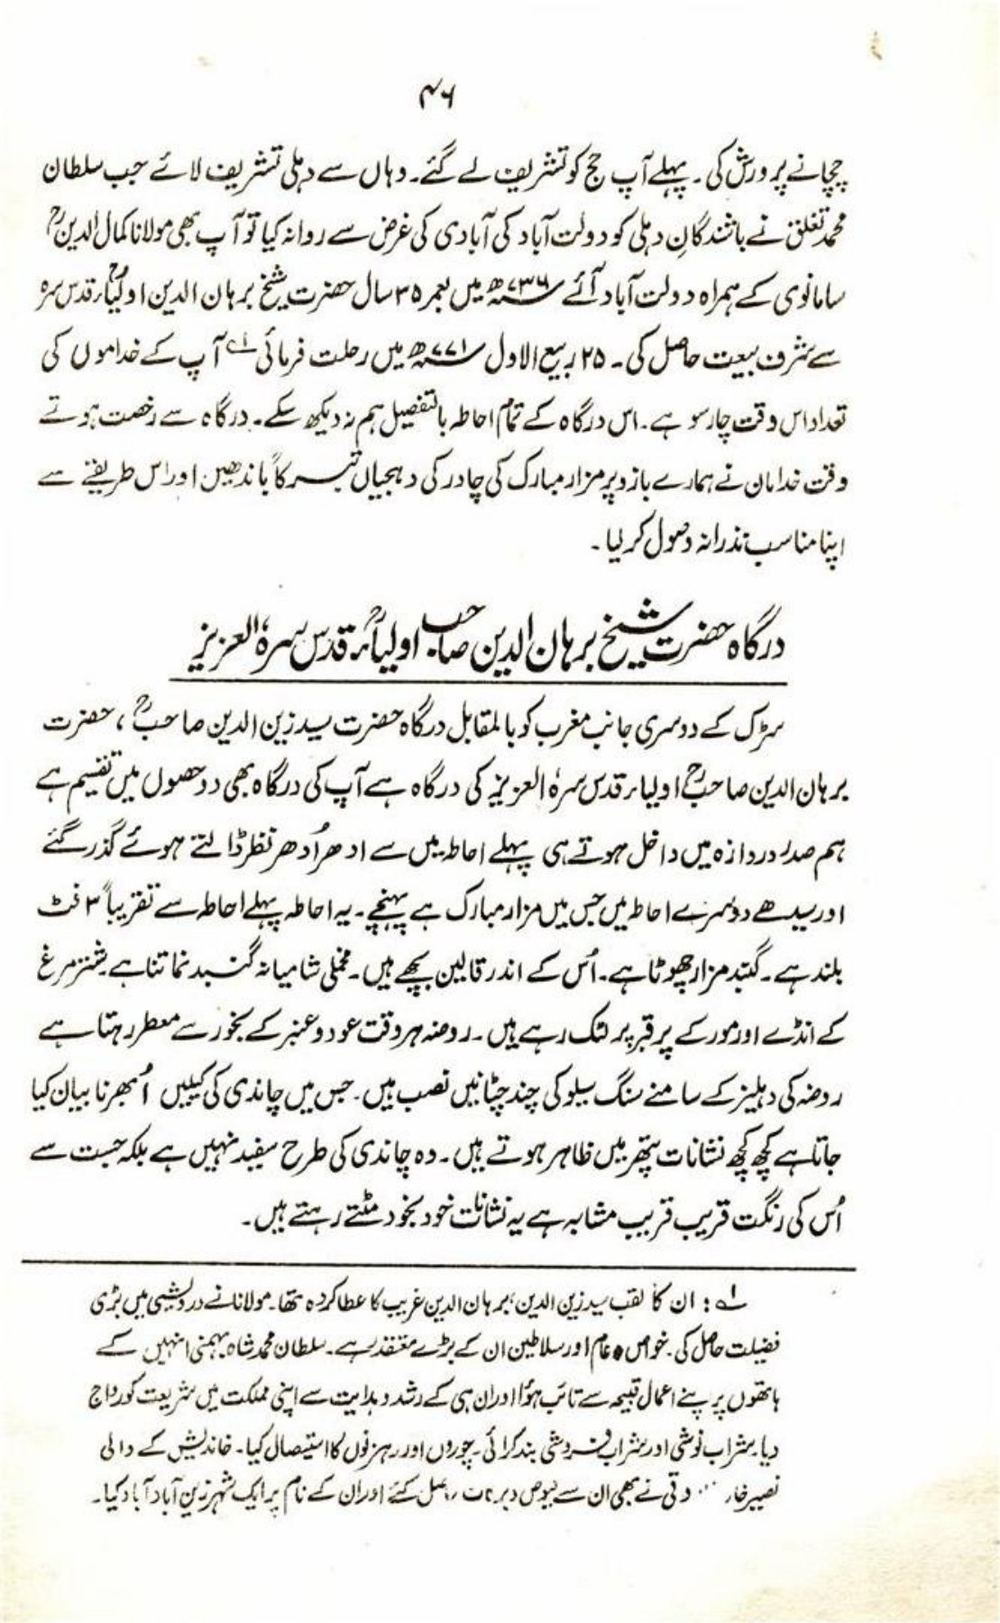 ۴۶
چچا نے پرورش کی۔ پہلے آپ حج کو تشریف لے گئے۔ وہاں سے دہلی تشریف لائے جب سلطان
محمد تغلق نے باشندگانِ دہلی کو دولت آباد کی آبادی کی غرض سے روانہ کیا تو آپ بھی مولانا کمال الدینؒ
سامانوی کے ہمراہ دولت آباد آئے ۷۳۶ھ میں بعمر ۳۵ سال حضرت شیخ برہان الدین اولیاؒء قدس سرہ
سے شرف بیعت حاصل کی۔ ۲۵ ربیع الاول ۷۷۱ھ میں رحلت فرمائی لے آپ کے خداموں کی
تعداد اس وقت چار سو ہے۔ اس درگاہ کے تمام احاطہ بالتفصیل ہم نہ دیکھ سکے۔ درگاہ سے رخصت ہوتے
وقت خدامان نے ہمارے بازو پر مزار مبارک کی چادر کی دہجیاں تبرکاً باندھیں اور اس طریقے سے
اپنا مناسب نذرانہ وصول کر لیا۔
درگاہ حضرت شیخ برہان الدین صاحب اولیاؒء قدس سرہٗ العزیز
سڑک کے دوسری جانب مغرب کو بالمقابل درگاہ حضرت سید زین الدین صاحبؒ، حضرت
برہان الدین صاحبؒ اولیاء قدس سرہٗ العزیز کی درگاہ ہے آپ کی درگاہ بھی دو حصوں میں تقسیم ہے
ہم صدر دروازہ میں داخل ہوتے ہی پہلے احاطہ میں سے ادھر اُدھر نظر ڈالتے ہوئے گذر گئے
اور سیدھے دوسرے احاطہ میں جس میں مزار مبارک ہے پہنچے۔ یہ احاطہ پہلے احاطہ سے تقریباً ۳ فٹ
بلند ہے۔ گنبد مزار چھوٹا ہے۔ اُس کے اندر قالین بچھے ہیں۔ مخملی شامیانہ گنبد نما تنا ہے شتر مرغ
کے انڈے اور مور کے پر قبر پر لٹک رہے ہیں۔ روضہ ہر وقت عود و عنبر کے بخور سے معطر رہتا ہے
روضہ کی دہلیز کے سامنے سنگ سیلو کی چند چٹانیں نصب ہیں۔ جس میں چاندی کی کیلیں اُبھرنا بیان کیا
جاتا ہے کچھ کچھ نشانات پتھر میں ظاہر ہوتے ہیں۔ وہ چاندی کی طرح سفید نہیں ہے بلکہ جست سے
اُس کی رنگت قریب قریب مشابہ ہے یہ نشانات خود بخود مٹتے رہتے ہیں۔
لے: ان کا لقب سید زین الدین، برہان الدین غریب کا عطا کردہ تھا۔ مولانا نے درویشی میں بڑی
فضیلت حاصل کی۔ خواص و عام اور سلاطین ان کے بڑے معتقد رہے۔ سلطان محمد شاہ بہمنی انہیں کے
ہاتھوں پر اپنے اعمال قبیحہ سے تائب ہوا اور ان ہی کے رشد و ہدایت سے اپنی مملکت میں شریعت کو رواج
دیا۔ شراب نوشی اور شراب فروشی بند کرائی۔ چوروں اور رہزنوں کا استیصال کیا۔ خاندیش کے والی
نصیر خاں نے بھی ان سے فیوض و برکات حاصل کئے اور ان کے نام پر ایک شہر زین آباد آباد کیا۔